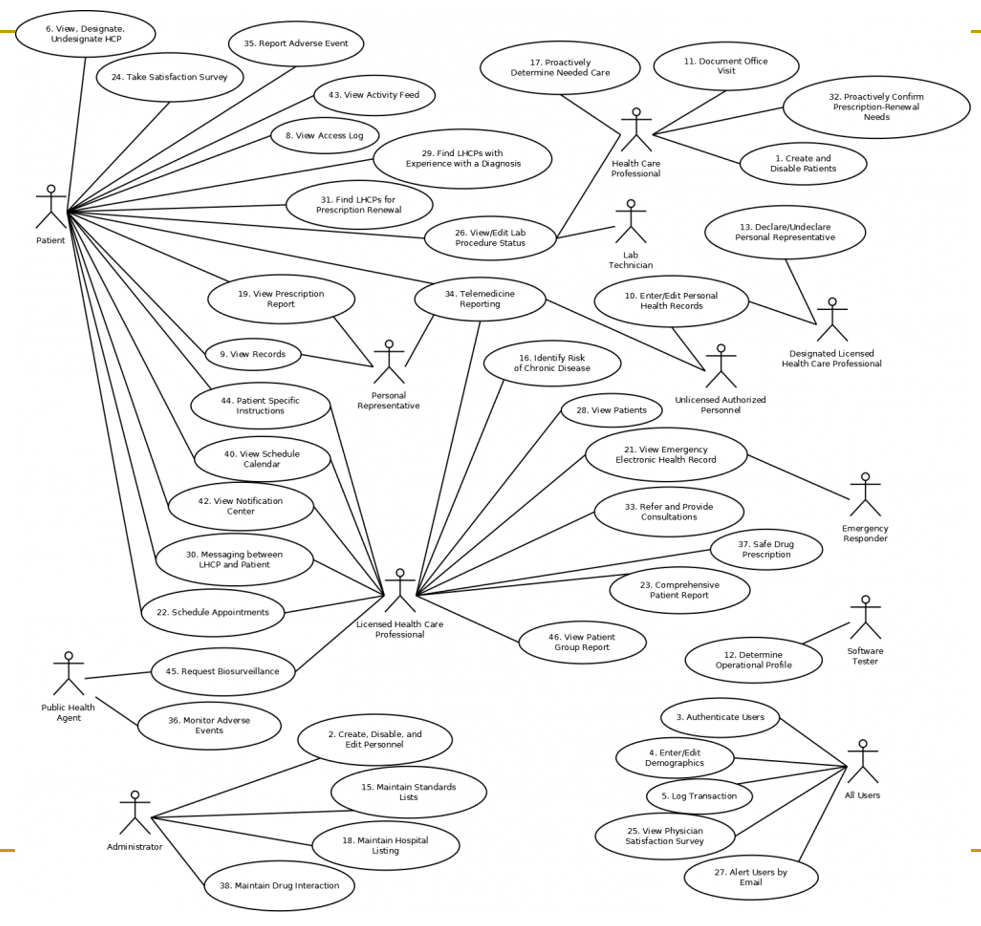 6. View, Designate,
Undesignate HCP
35. Report Adverse Event
24. Take Satisfaction Survey
17. Proactively
Determine Needed Care
11. Document Office
Visit
43. View Activity Feed
32. Proactively Confirm
Prescription-Renewal
Needs
8. View Access Log
29. Find LHCPs with
Experience with a Diagnosis
Health Care
Professional
1. Create and
Disable Patients
31. Find LHCPs for
Prescription Renewal
Patient
26. View/Edit Lab
Procedure Status
Lab
Technician
13. Declare/Undeclare
Personal Representative
19. View Prescription
Report
34. Telemedicine
Reporting
10. Enter/Edit Personal
Health Records
9. View Records
Personal
Representative
16. Identify Risk
of Chronic Disease
Unlicensed Authorized
Personnel
Designated Licensed
Health Care Professional
44. Patient Specific
Instructions
28. View Patients
40. View Schedule
Calendar
21. View Emergency
Electronic Health Record
42. View Notification
Center
33. Refer and Provide
Consultations
Emergency
Responder
30. Messaging between
LHCP and Patient
37. Safe Drug
Prescription
23. Comprehensive
Patient Report
22. Schedule Appointments
Licensed Health Care
Professional
46. View Patient
Group Report
12. Determine
Operational Profile
Software
Tester
45. Request Biosurveillance
Public Health
Agent
36. Monitor Adverse
Events
2. Create, Disable, and
Edit Personnel
3. Authenticate Users
4. Enter/Edit
Demographics
15. Maintain Standards
Lists
5. Log Transaction
All Users
Administrator
18. Maintain Hospital
Listing
25. View Physician
Satisfaction Survey
38. Maintain Drug Interaction
27. Alert Users by
Email